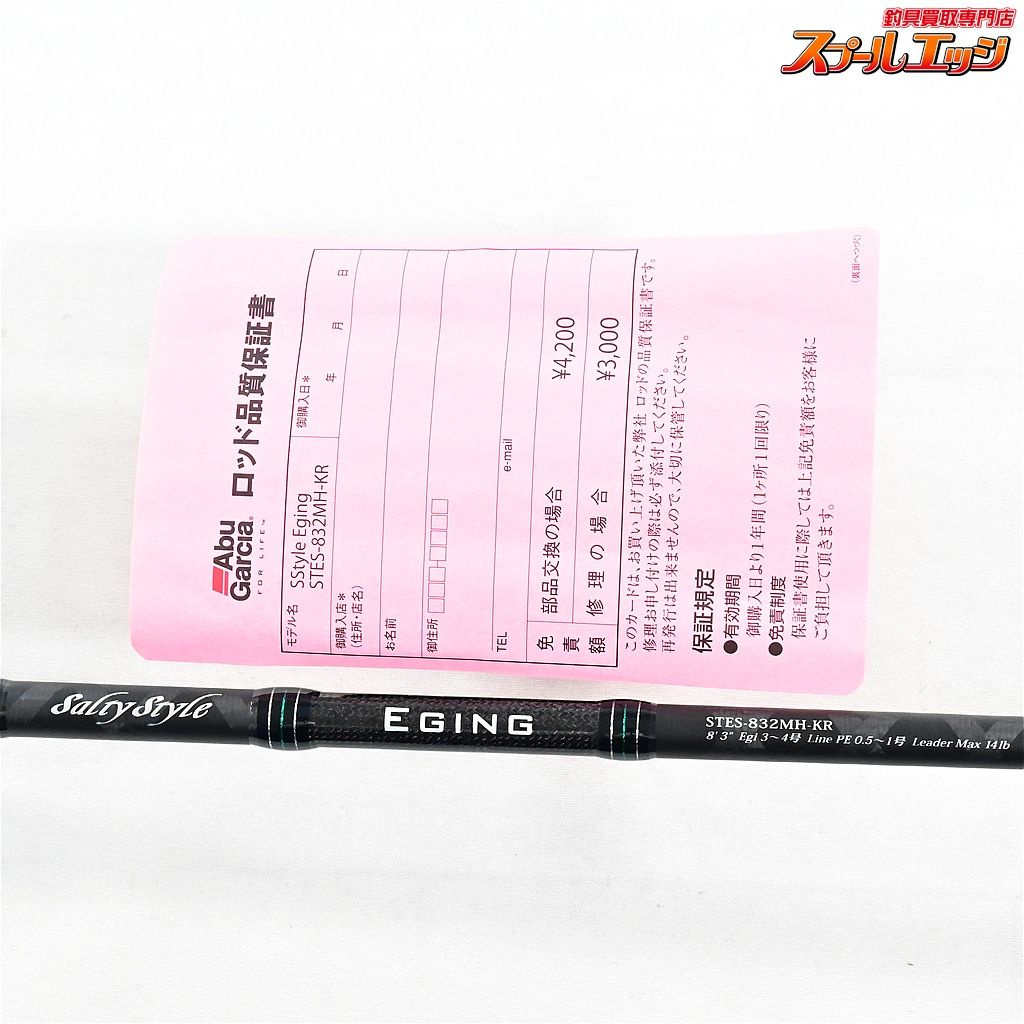 釣具買取専門店
スプールエッジ
Abu
Garcia®
FOR LIFE™
ロッド品質保証書
モデル名
SStyle Eging
STES-832MH-KR
御購入日*
年 月 日
御購入店*
(住所・店名)
お名前
御住所
TEL
e-mail
免責額
部品交換の場合 ¥4,200
修理の場合 ¥3,000
このカードは、お買い上げ頂いた弊社 ロッドの品質保証書です。
修理お申し付けの際は必ず添付してください。
再発行は出来ませんので、大切に保管してください。
保証規定
●有効期間
御購入日より1年間(1ヶ所1回限り)
●免責制度
保証書使用に際しては上記免責額をお客様に
ご負担して頂きます。
(裏面へつづく)
Salty Style
EGING
STES-832MH-KR
8'3" Egi 3~4号 Line PE 0.5~1号 Leader Max 14lb